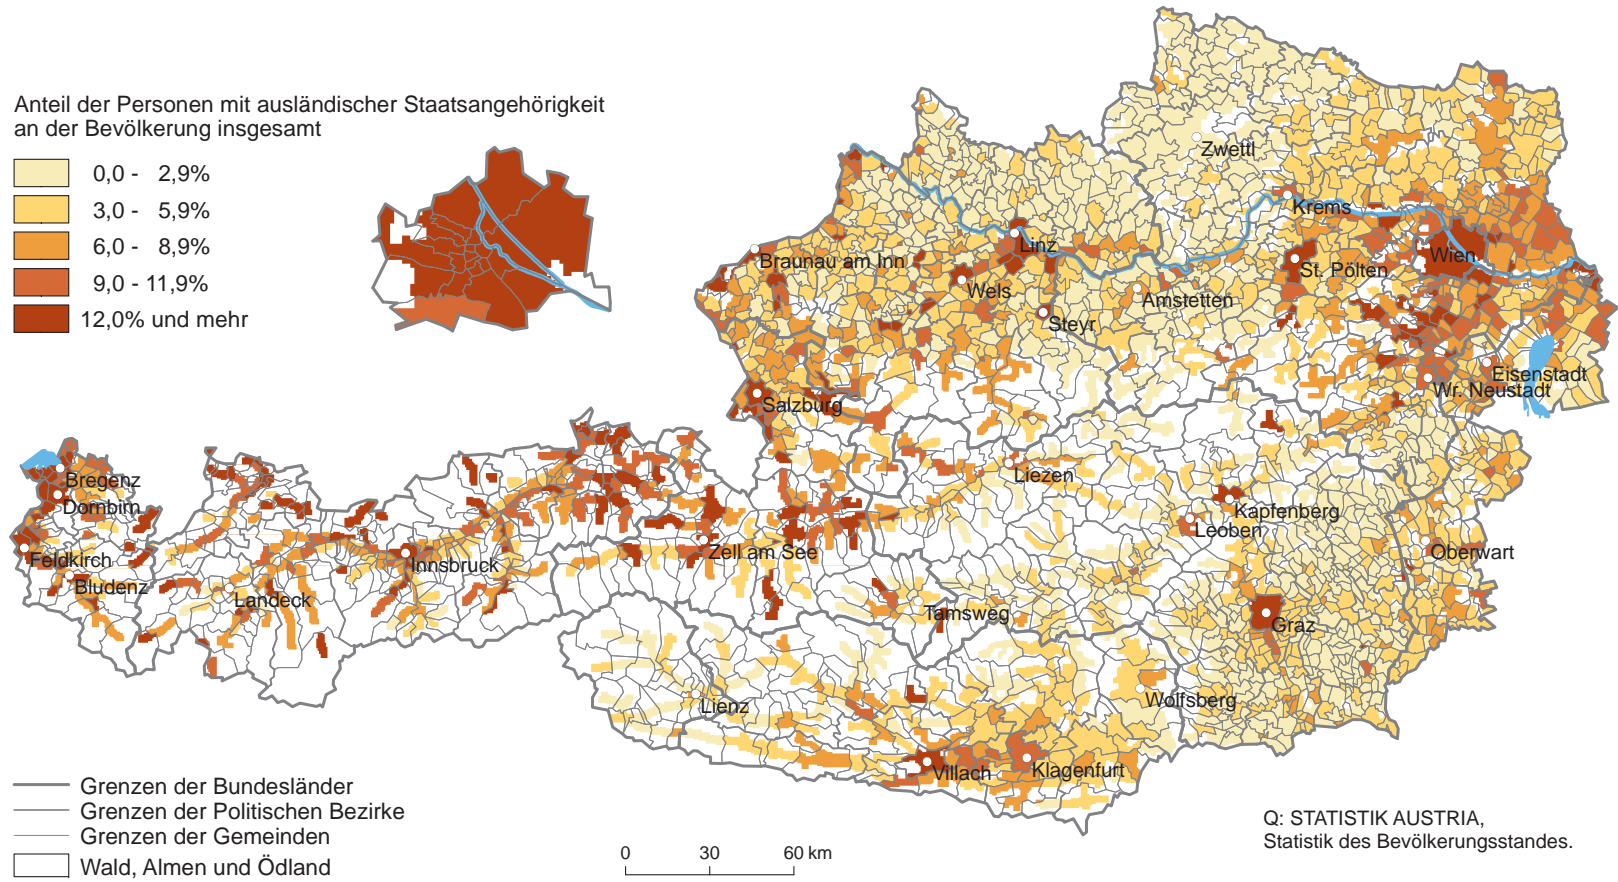 Anteil der Personen mit ausländischer Staatsangehörigkeit
an der Bevölkerung insgesamt
0,0 - 2,9%
3,0 - 5,9%
6,0 - 8,9%
9,0 - 11,9%
12,0% und mehr
Zwettl
Krems
Linz
Wien
Braunau am Inn
St. Pölten
Wels
Amstetten
Steyr
Eisenstadt
Wr. Neustadt
Salzburg
Liezen
Bregenz
Dornbirn
Kapfenberg
Leoben
Feldkirch
Zell am See
Oberwart
Innsbruck
Bludenz
Landeck
Tamsweg
Graz
Wolfsberg
Lienz
Villach
Klagenfurt
Grenzen der Bundesländer
Grenzen der Politischen Bezirke
Grenzen der Gemeinden
Wald, Almen und Ödland
0 30 60 km
Q: STATISTIK AUSTRIA,
Statistik des Bevölkerungsstandes.